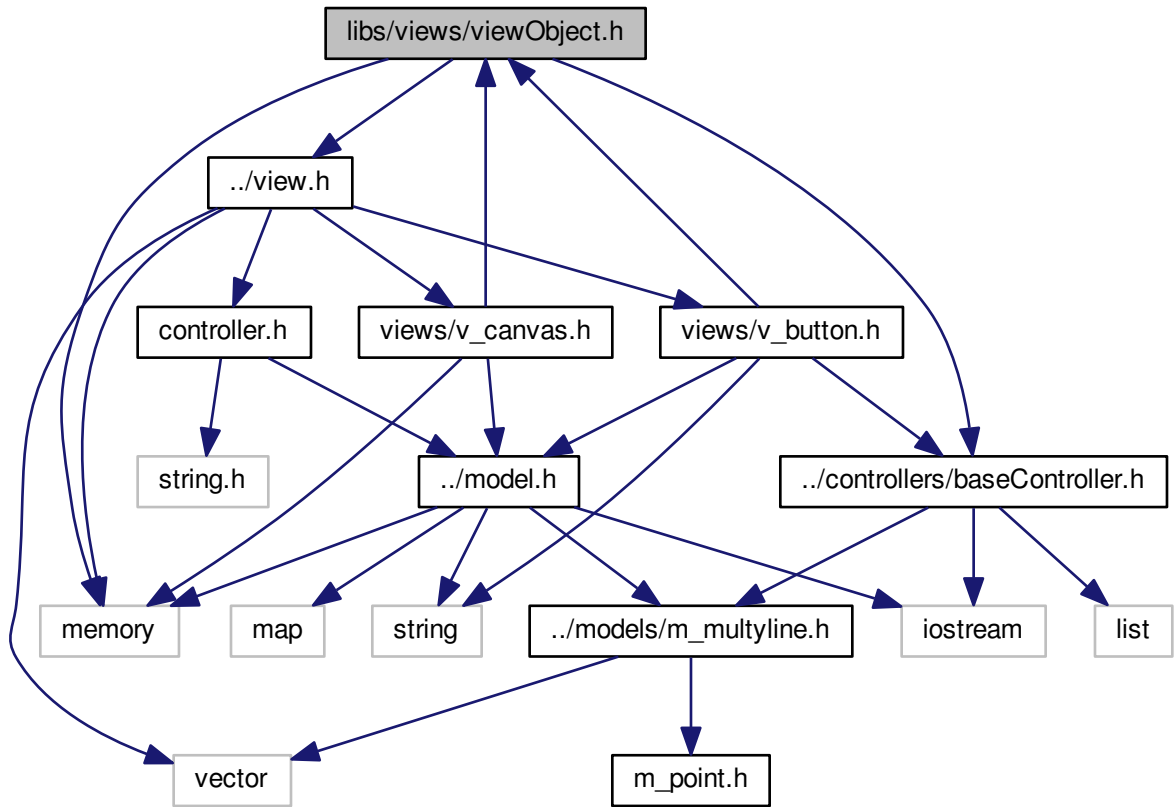 libs/views/viewObject.h
../view.h
controller.h
views/v_canvas.h
views/v_button.h
string.h
../model.h
../controllers/baseController.h
memory
map
string
../models/m_multyline.h
iostream
list
vector
m_point.h